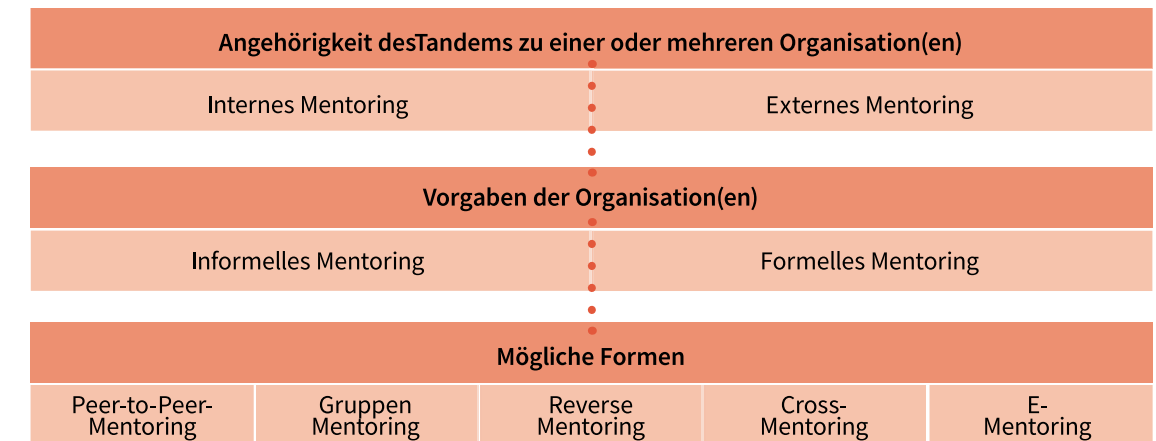 Angehörigkeit desTandems zu einer oder mehreren Organisation(en)
Internes Mentoring
Externes Mentoring
Vorgaben der Organisation(en)
Informelles Mentoring
Formelles Mentoring
Mögliche Formen
Peer-to-Peer-
Mentoring
Gruppen
Mentoring
Reverse
Mentoring
Cross-
Mentoring
E-
Mentoring